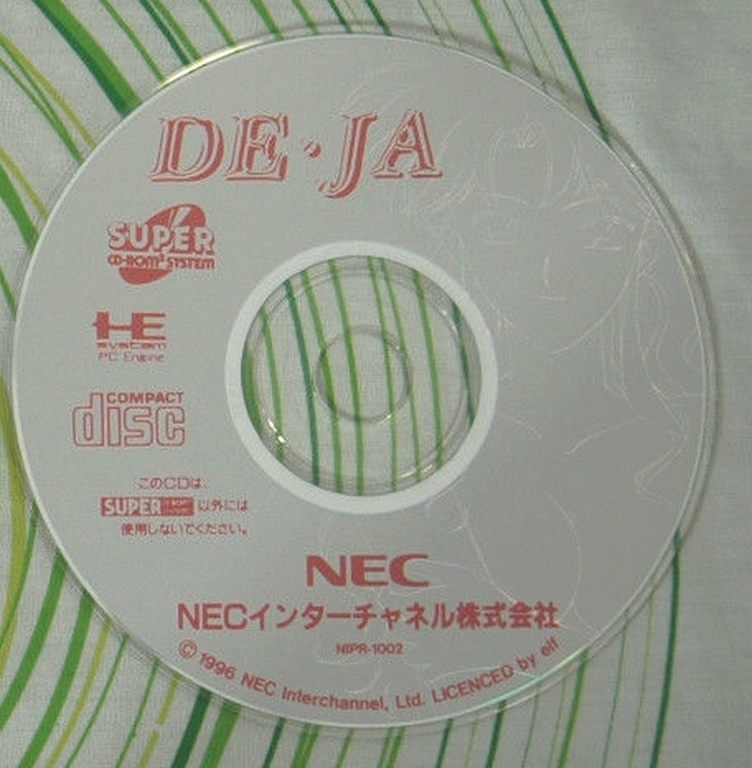 DE・JA
SUPER
CD-ROM² SYSTEM
HE
system
PC Engine
COMPACT
disc
このCDは、
SUPER 以外には
使用しないでください。
NEC
NECインターチャネル株式会社
NIPR-1002
©1996 NEC Interchannel, Ltd. LICENCED by elf